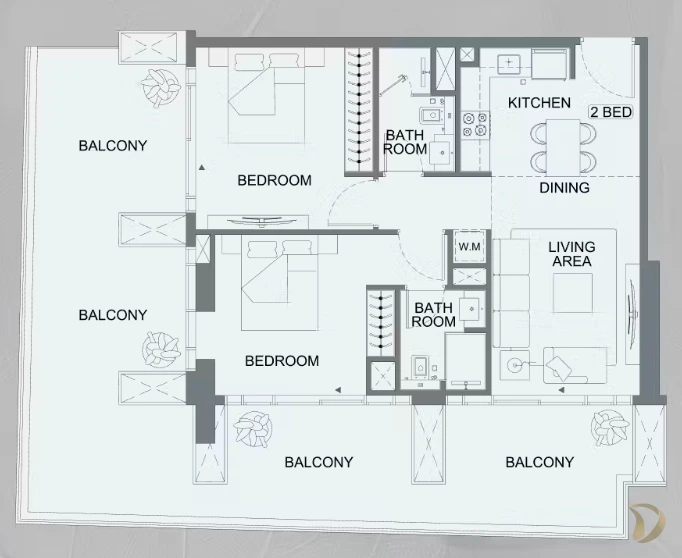 KITCHEN
2 BED
BALCONY
BATH
ROOM
BEDROOM
DINING
W.M
LIVING
AREA
BALCONY
BATH
ROOM
BEDROOM
BALCONY
BALCONY